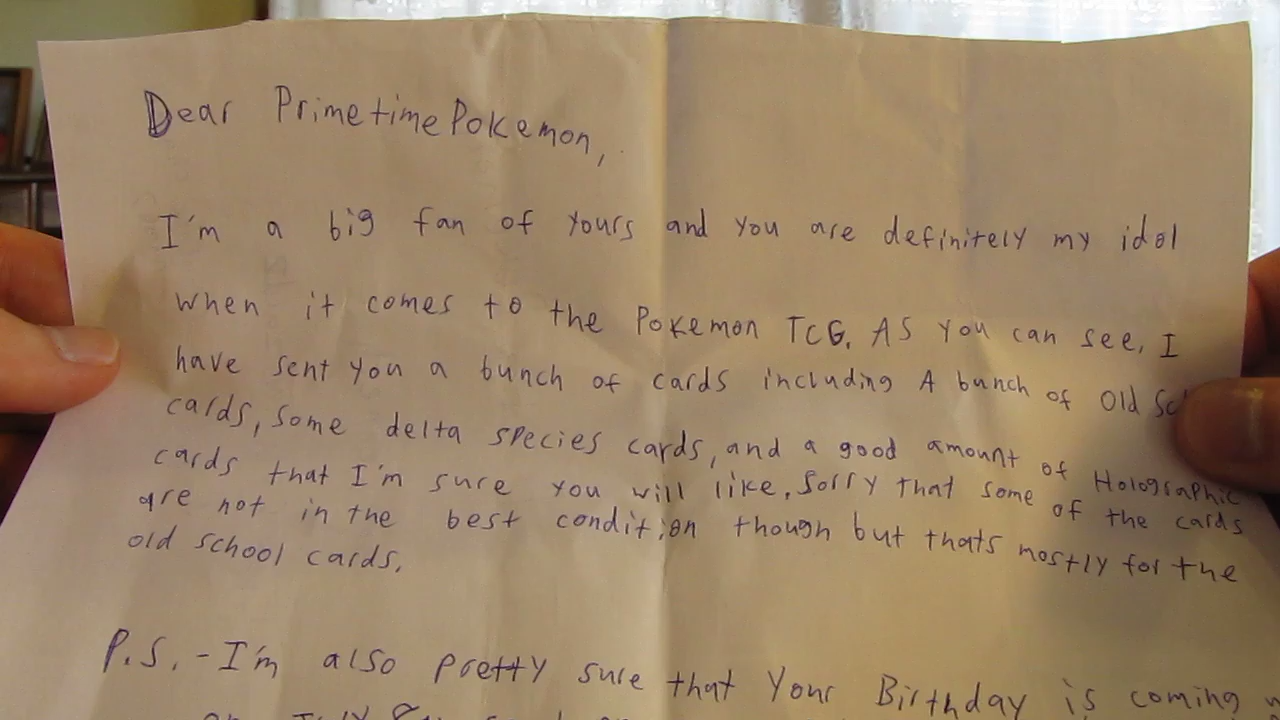 Dear PrimetimePokemon,
I'm a big fan of yours and you are definitely my idol
when it comes to the Pokemon TCG. As you can see, I
have sent you a bunch of cards including A bunch of old
cards, some delta species cards, and a good amount of Holographic
cards that I'm sure you will like. Sorry that some of the cards
are not in the best condition though but thats mostly for the
old school cards.
P.S. - I'm also pretty sure that Your Birthday is coming